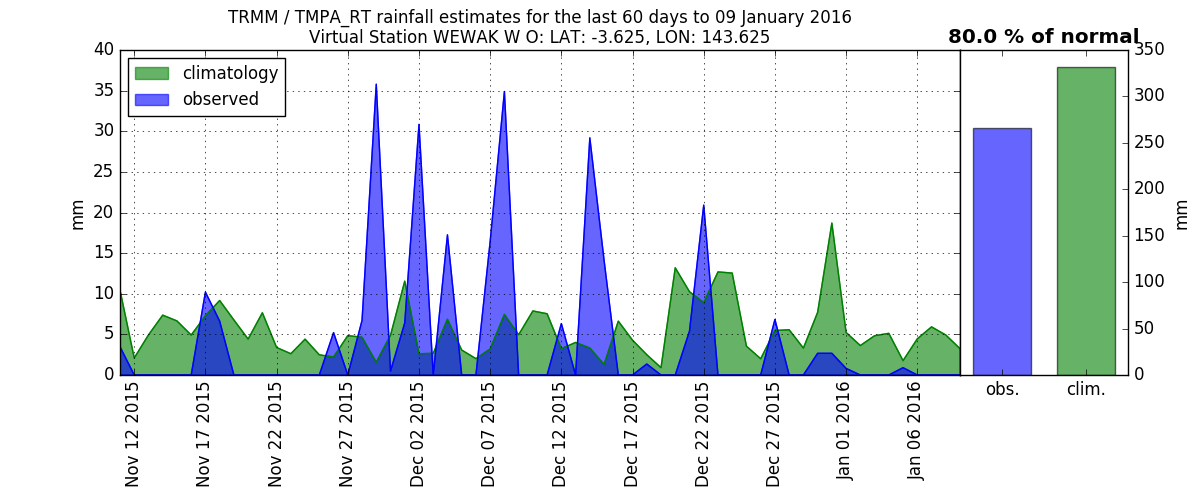 TRMM / TMPA_RT rainfall estimates for the last 60 days to 09 January 2016
Virtual Station WEWAK W O: LAT: -3.625, LON: 143.625
80.0 % of normal
climatology
observed
40
35
30
25
20
15
10
5
0
mm
Nov 12 2015
Nov 17 2015
Nov 22 2015
Nov 27 2015
Dec 02 2015
Dec 07 2015
Dec 12 2015
Dec 17 2015
Dec 22 2015
Dec 27 2015
Jan 01 2016
Jan 06 2016
350
300
250
200
150
100
50
0
mm
obs.
clim.